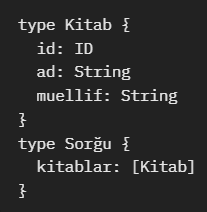 type Kitab {
  id: ID
  ad: String
  muellif: String
}
type Sorğu {
  kitablar: [Kitab]
}